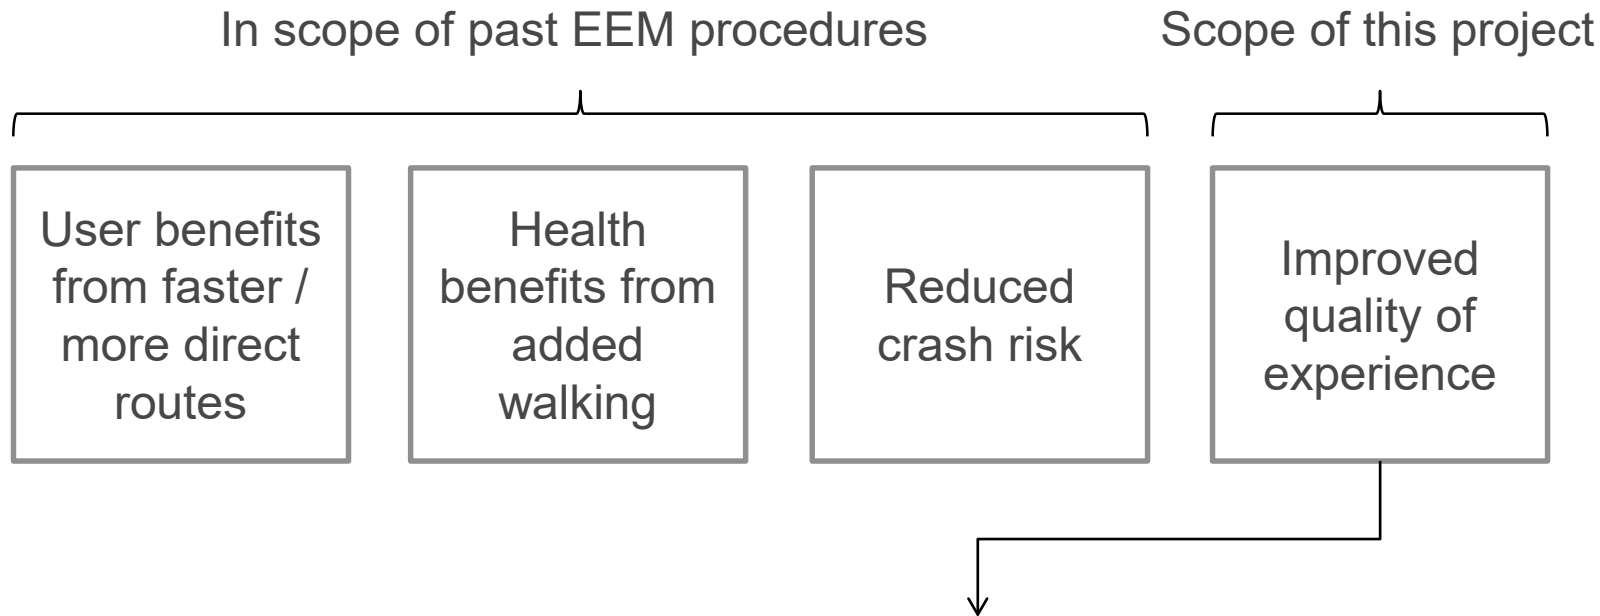 In scope of past EEM procedures
Scope of this project
User benefits
from faster /
more direct
routes
Health
benefits from
added
walking
Reduced
crash risk
Improved
quality of
experience